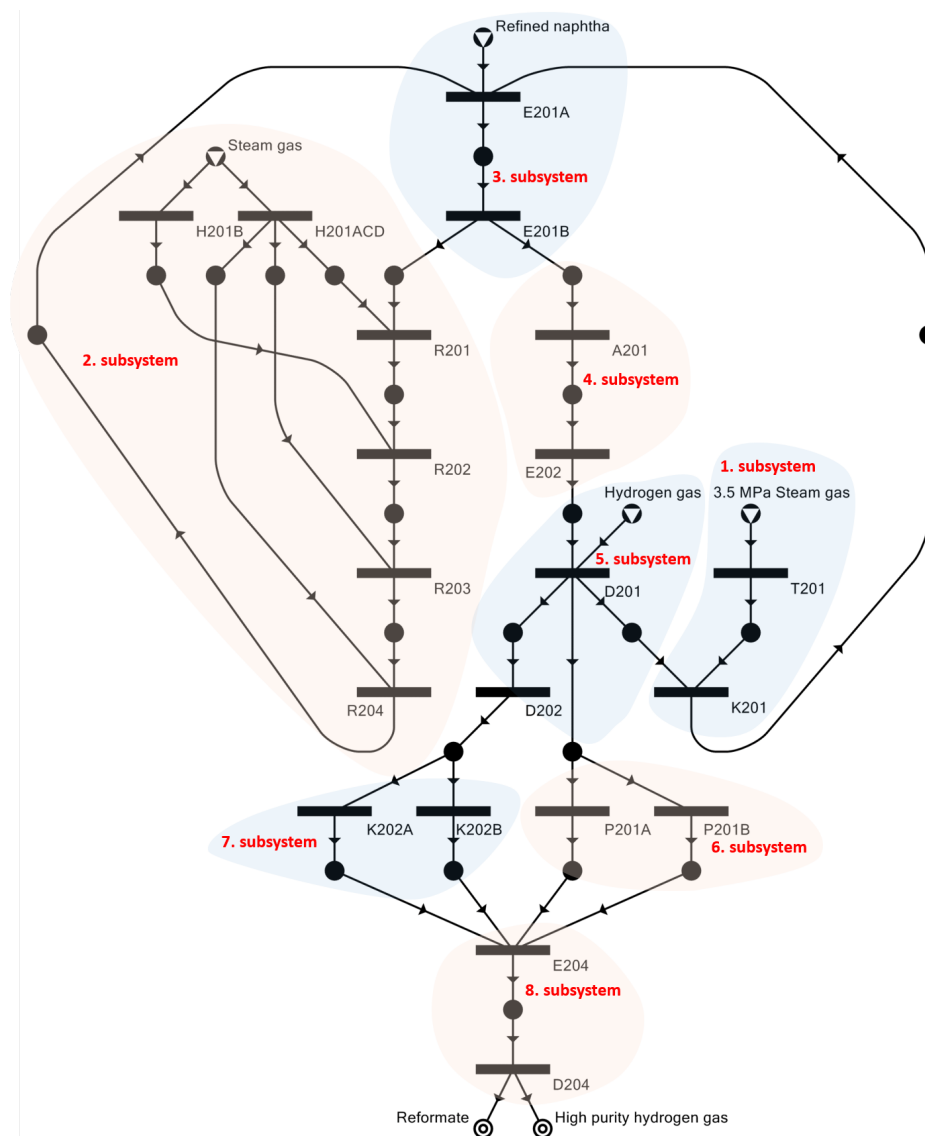 Refined naphtha
E201A
Steam gas
3. subsystem
H201B
H201ACD
E201B
R201
A201
2. subsystem
4. subsystem
R202
E202
1. subsystem
Hydrogen gas
3.5 MPa Steam gas
5. subsystem
R203
D201
T201
R204
D202
K201
K202A
K202B
P201A
P201B
7. subsystem
6. subsystem
E204
8. subsystem
D204
Reformate
High purity hydrogen gas